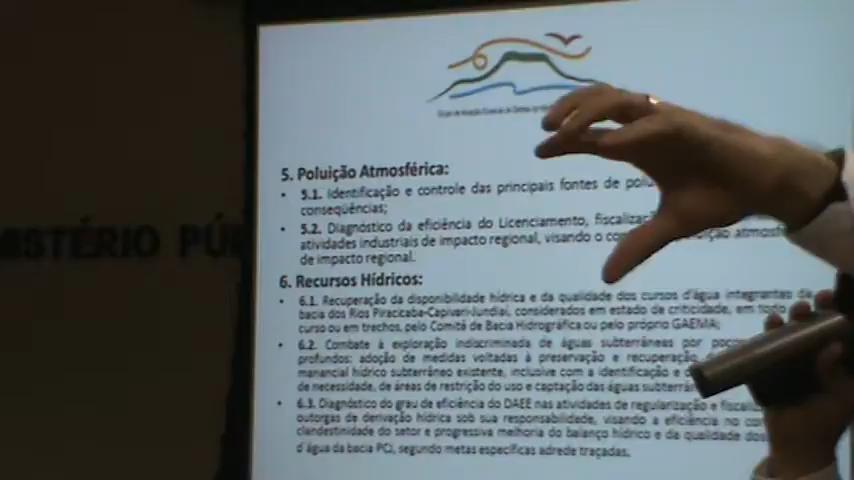 5. Poluição Atmosférica:
• 5.1. Identificação e controle das principais fontes de
consequências;
• 5.2. Diagnóstico da eficiência do Licenciamento,
atividades industriais de impacto regional, visando o
de impacto regional.
6. Recursos Hídricos:
• 6.1. Recuperação da disponibilidade hídrica e da qualidade dos cursos d'água integrantes
bacia dos Rios Piracicaba-Capivari-Jundiaí, considerados em estado de criticidade, em todo
curso ou em trechos, pelo Comitê de Bacia Hidrográfica ou pelo próprio GAEMA;
• 6.2. Combate à exploração indiscriminada de águas subterrâneas por
profundos: adoção de medidas voltadas à preservação e recuperação
manancial hídrico subterrâneo existente, inclusive com a identificação e
de necessidade, de áreas de restrição do uso e captação das águas
• 6.3. Diagnóstico do grau de eficiência do DAEE nas atividades de regularização e
outorgas de derivação hídrica sob sua responsabilidade, visando a eficiência no
clandestinidade do setor e progressiva melhoria do balanço hídrico e da qualidade dos
d'água da bacia PCJ, segundo metas específicas adrede traçadas.